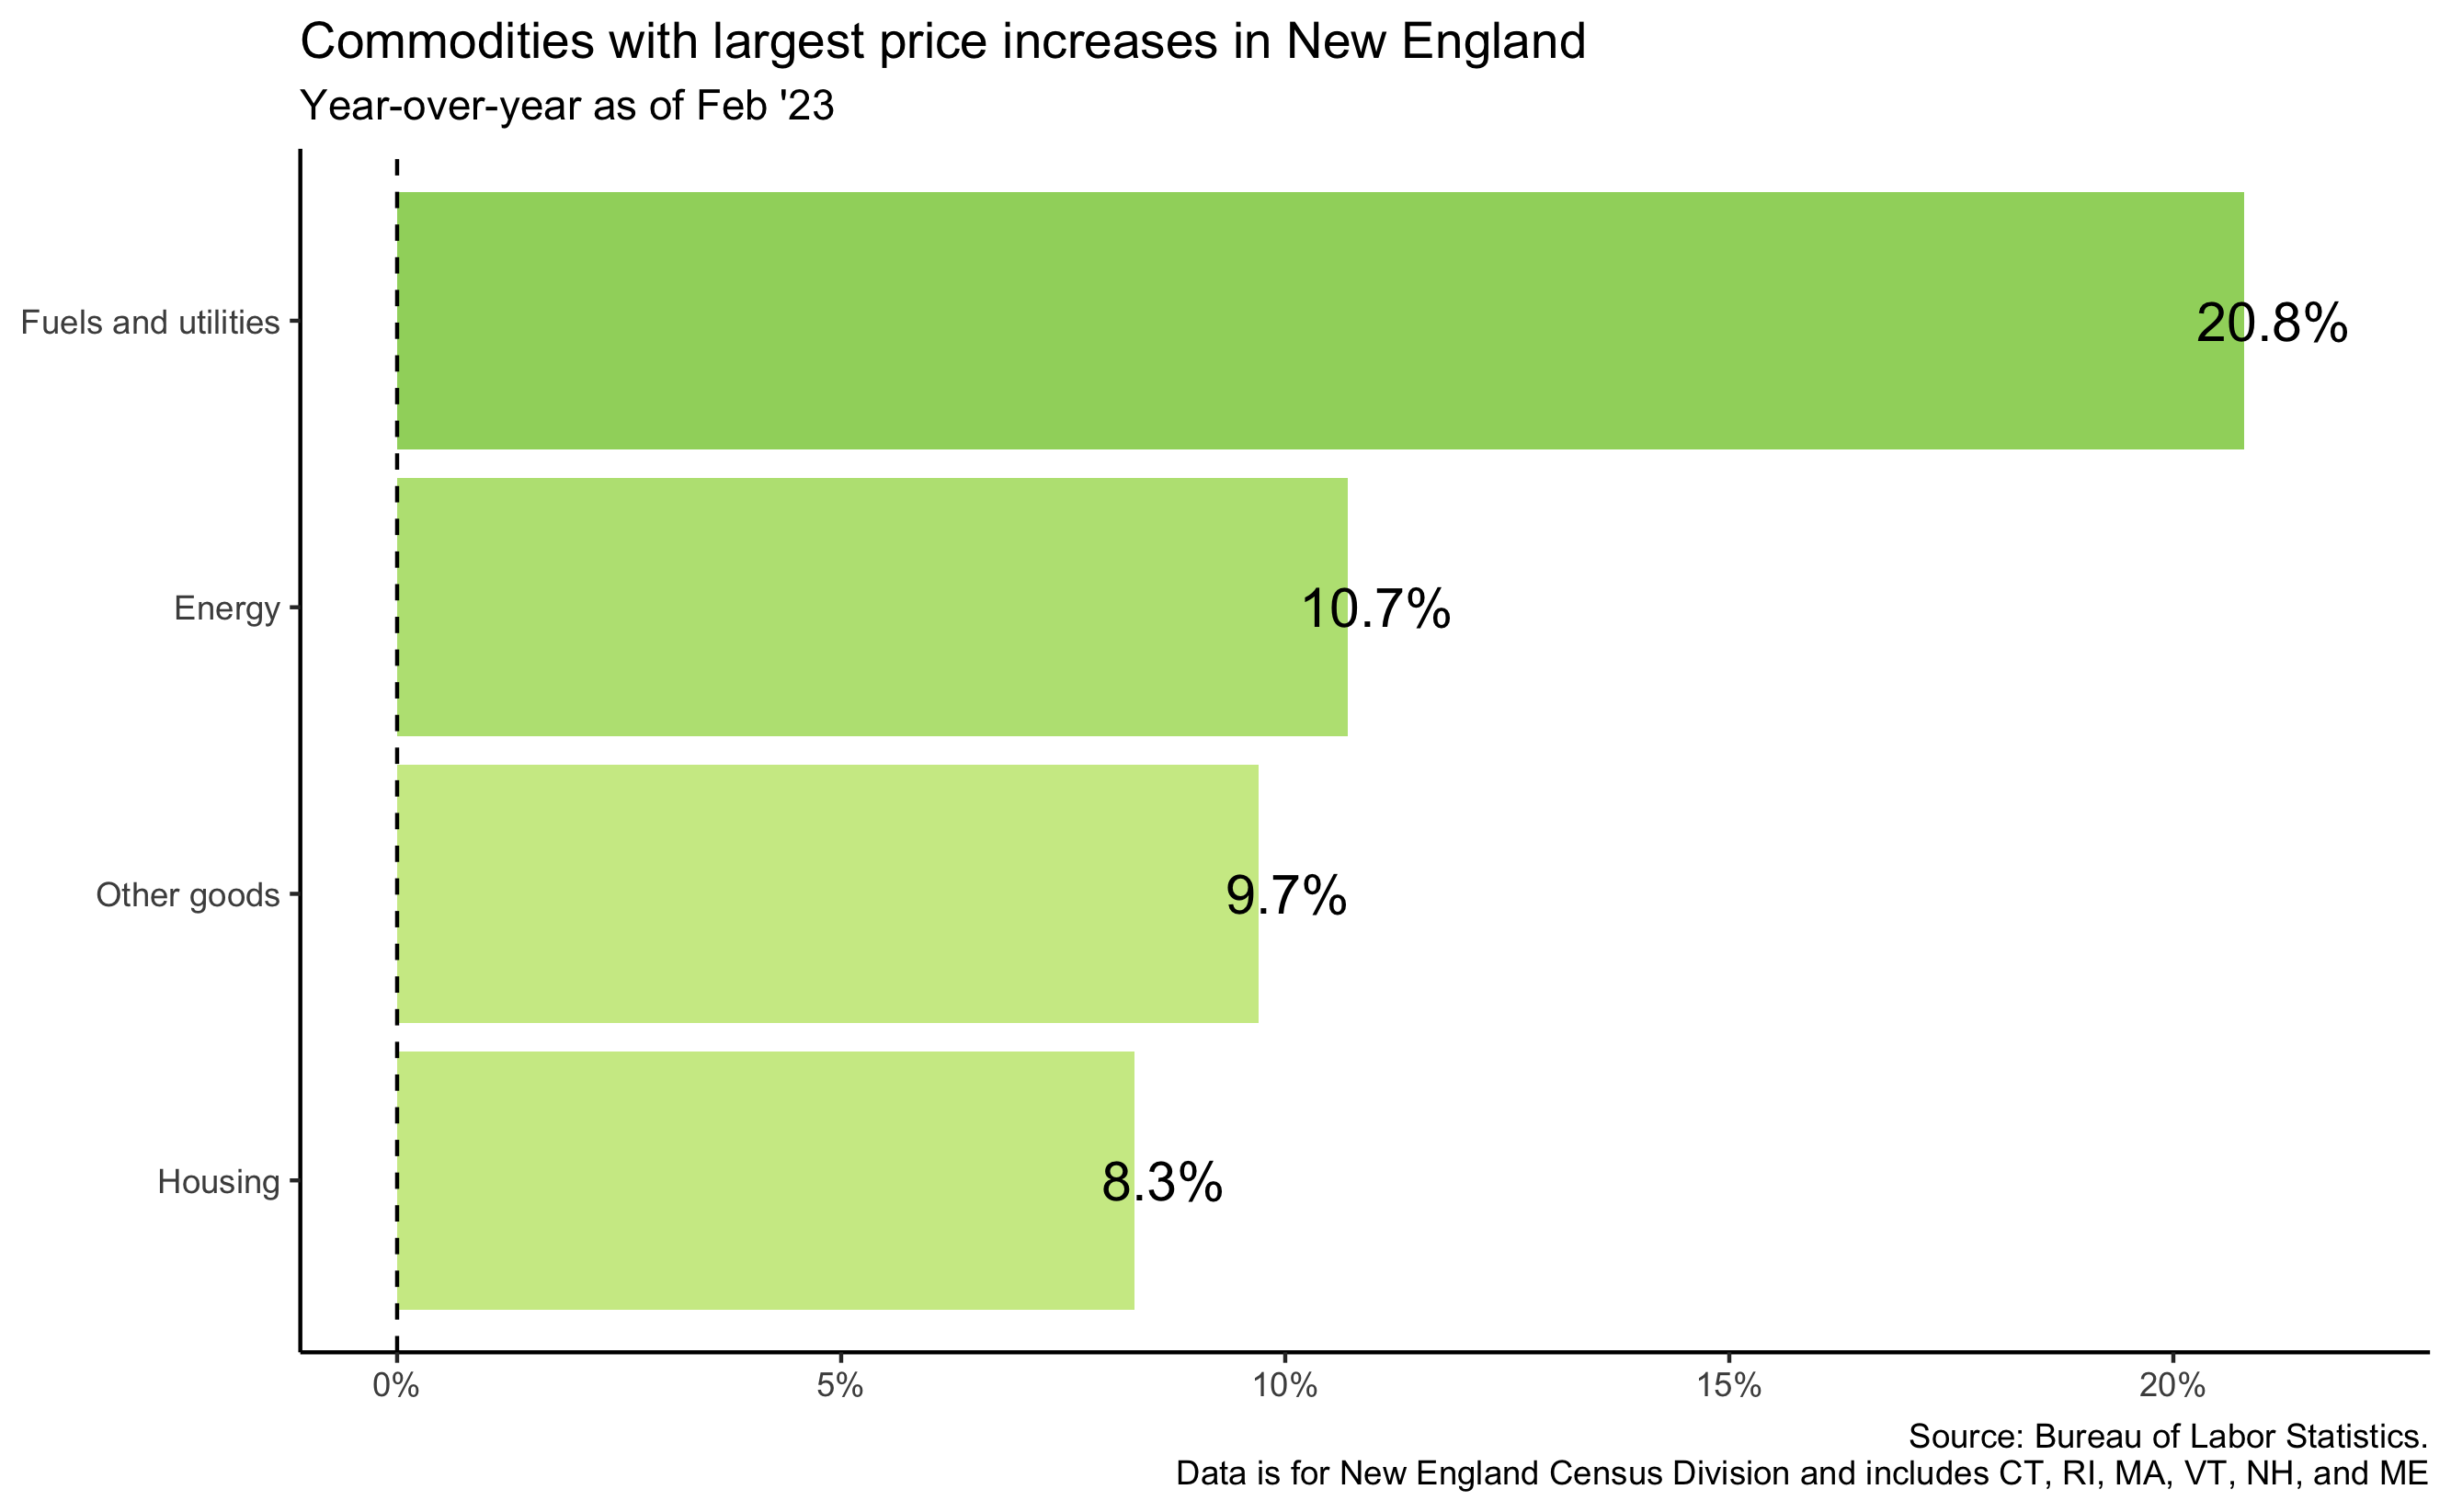 Commodities with largest price increases in New England
Year-over-year as of Feb '23
Fuels and utilities
20.8%
Energy
10.7%
Other goods
9.7%
Housing
8.3%
0%
5%
10%
15%
20%
Source: Bureau of Labor Statistics.
Data is for New England Census Division and includes CT, RI, MA, VT, NH, and ME